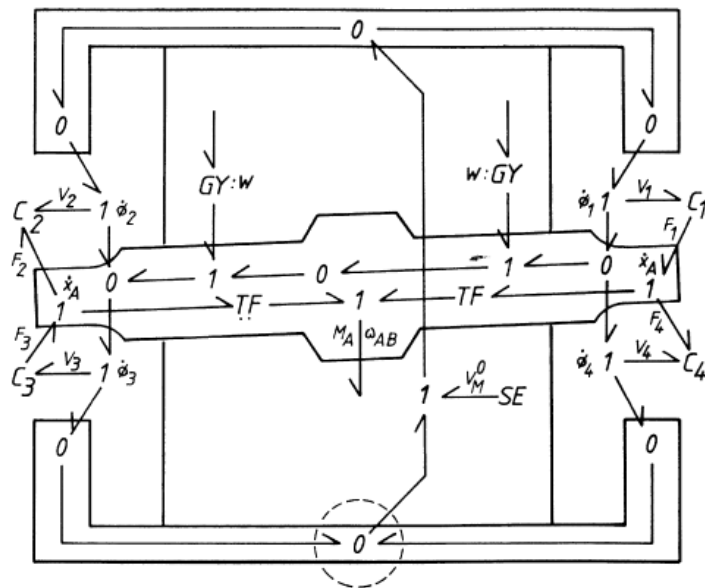 0
0 0
GY:W W:GY
C2 V2 1 φ̇2 φ̇1 1 V1 C1
F2 F1
0 1 0 1 0 ẋA
ẋA 1 TF 1 TF 1
F3 MA ωAB F4
C3 V3 1 φ̇3 φ̇4 1 V4 C4
1 V⁰M SE
0 0
0